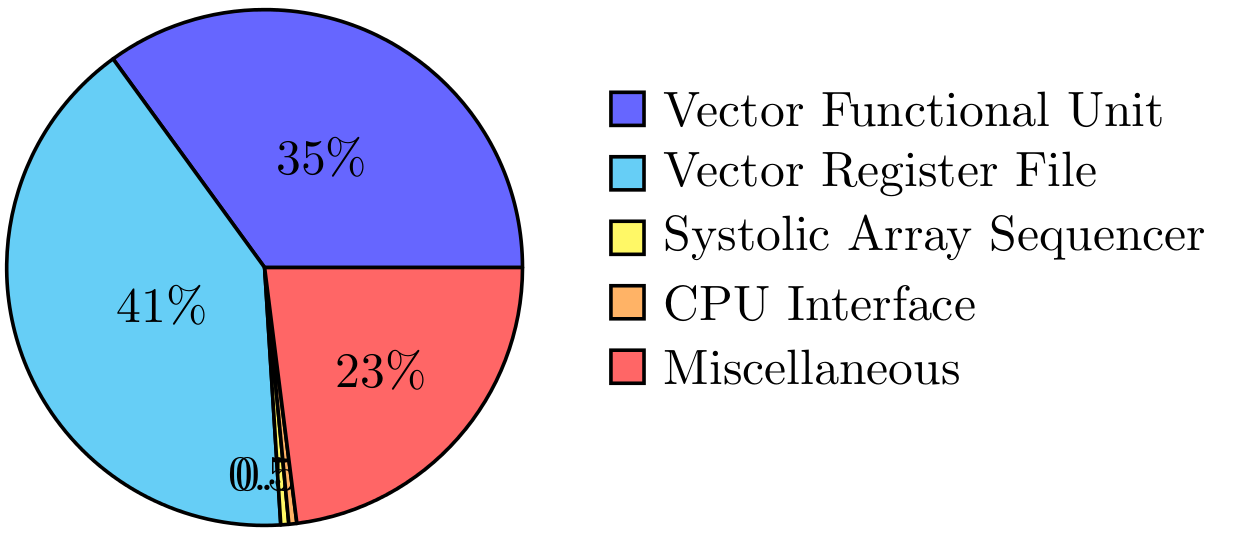 35%
41%
23%
Vector Functional Unit
Vector Register File
Systolic Array Sequencer
CPU Interface
Miscellaneous